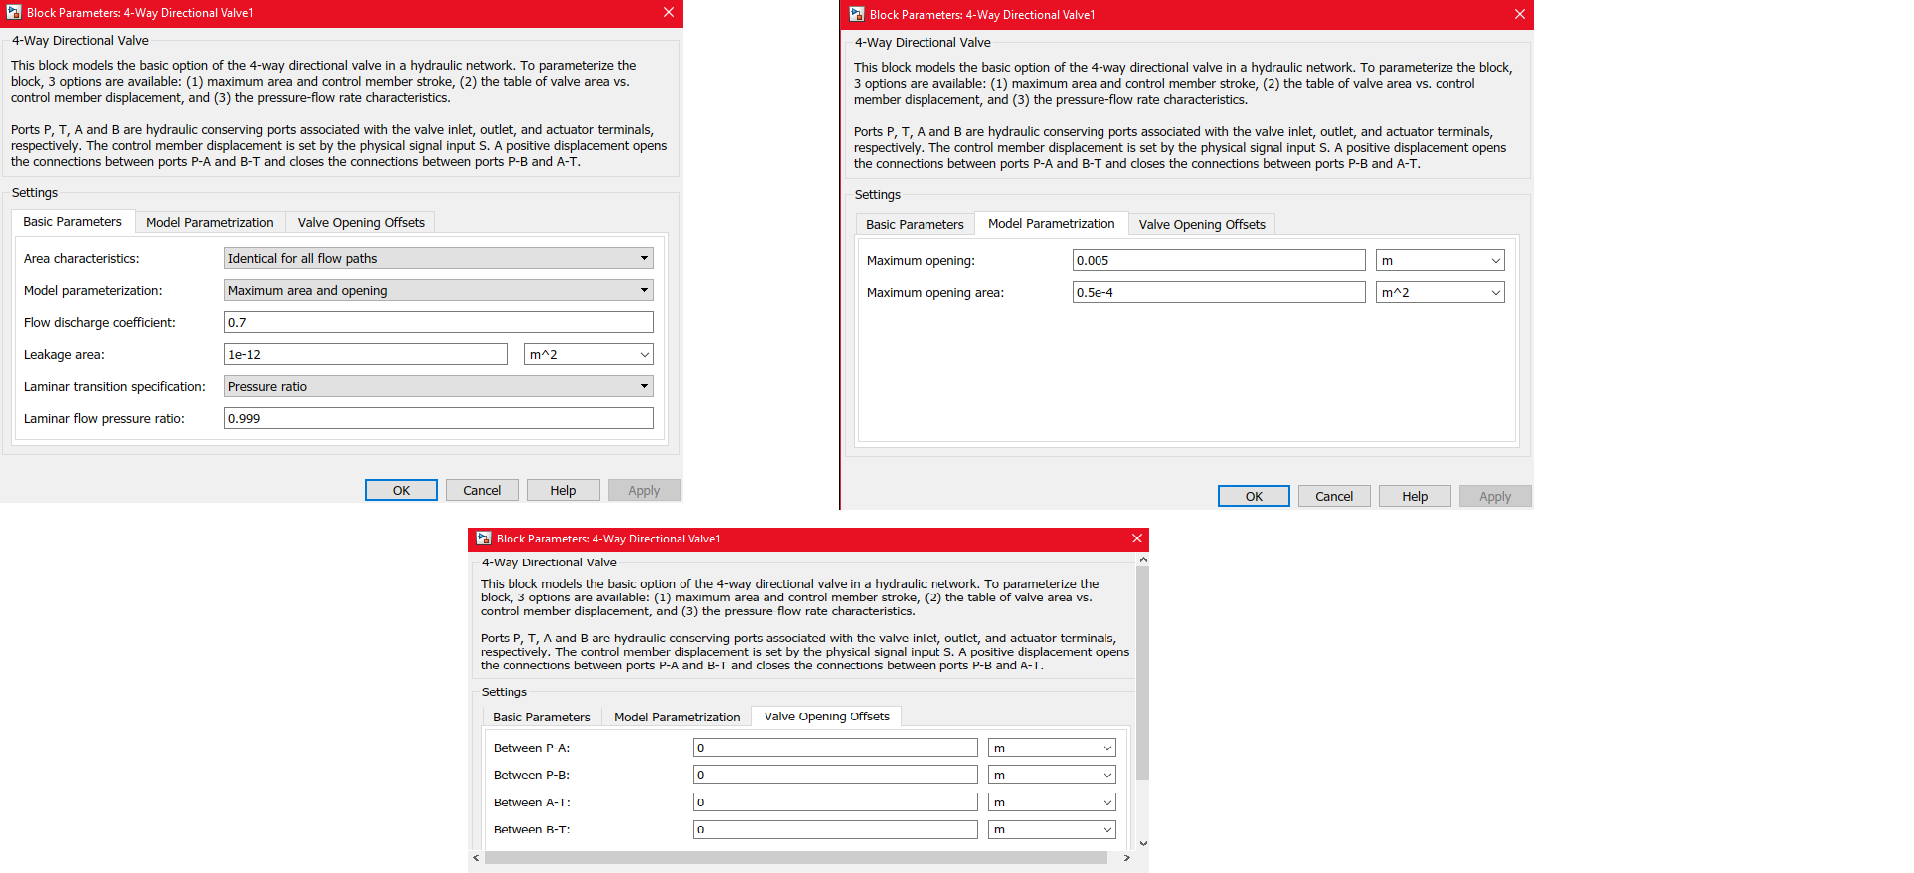 Block Parameters: 4-Way Directional Valve1
4-Way Directional Valve
This block models the basic option of the 4-way directional valve in a hydraulic network. To parameterize the
block, 3 options are available: (1) maximum area and control member stroke, (2) the table of valve area vs.
control member displacement, and (3) the pressure-flow rate characteristics.
Ports P, T, A and B are hydraulic conserving ports associated with the valve inlet, outlet, and actuator terminals,
respectively. The control member displacement is set by the physical signal input S. A positive displacement opens
the connections between ports P-A and B-T and closes the connections between ports P-B and A-T.
Settings
Basic Parameters Model Parametrization Valve Opening Offsets
Area characteristics: Identical for all flow paths
Model parameterization: Maximum area and opening
Flow discharge coefficient: 0.7
Leakage area: 1e-12 m^2
Laminar transition specification: Pressure ratio
Laminar flow pressure ratio: 0.999
OK Cancel Help Apply
Block Parameters: 4-Way Directional Valve1
4-Way Directional Valve
This block models the basic option of the 4-way directional valve in a hydraulic network. To parameterize the block,
3 options are available: (1) maximum area and control member stroke, (2) the table of valve area vs. control
member displacement, and (3) the pressure-flow rate characteristics.
Ports P, T, A and B are hydraulic conserving ports associated with the valve inlet, outlet, and actuator terminals,
respectively. The control member displacement is set by the physical signal input S. A positive displacement opens
the connections between ports P-A and B-T and closes the connections between ports P-B and A-T.
Settings
Basic Parameters Model Parametrization Valve Opening Offsets
Maximum opening: 0.005 m
Maximum opening area: 0.5e-4 m^2
OK Cancel Help Apply
Block Parameters: 4-Way Directional Valve1
4-Way Directional Valve
This block models the basic option of the 4-way directional valve in a hydraulic network. To parameterize the
block, 3 options are available: (1) maximum area and control member stroke, (2) the table of valve area vs.
control member displacement, and (3) the pressure flow rate characteristics.
Ports P, T, A and B are hydraulic conserving ports associated with the valve inlet, outlet, and actuator terminals,
respectively. The control member displacement is set by the physical signal input S. A positive displacement opens
the connections between ports P-A and B-T and closes the connections between ports P-B and A-T.
Settings
Basic Parameters Model Parametrization Valve Opening Offsets
Between P-A: 0 m
Between P-B: 0 m
Between A-T: 0 m
Between B-T: 0 m